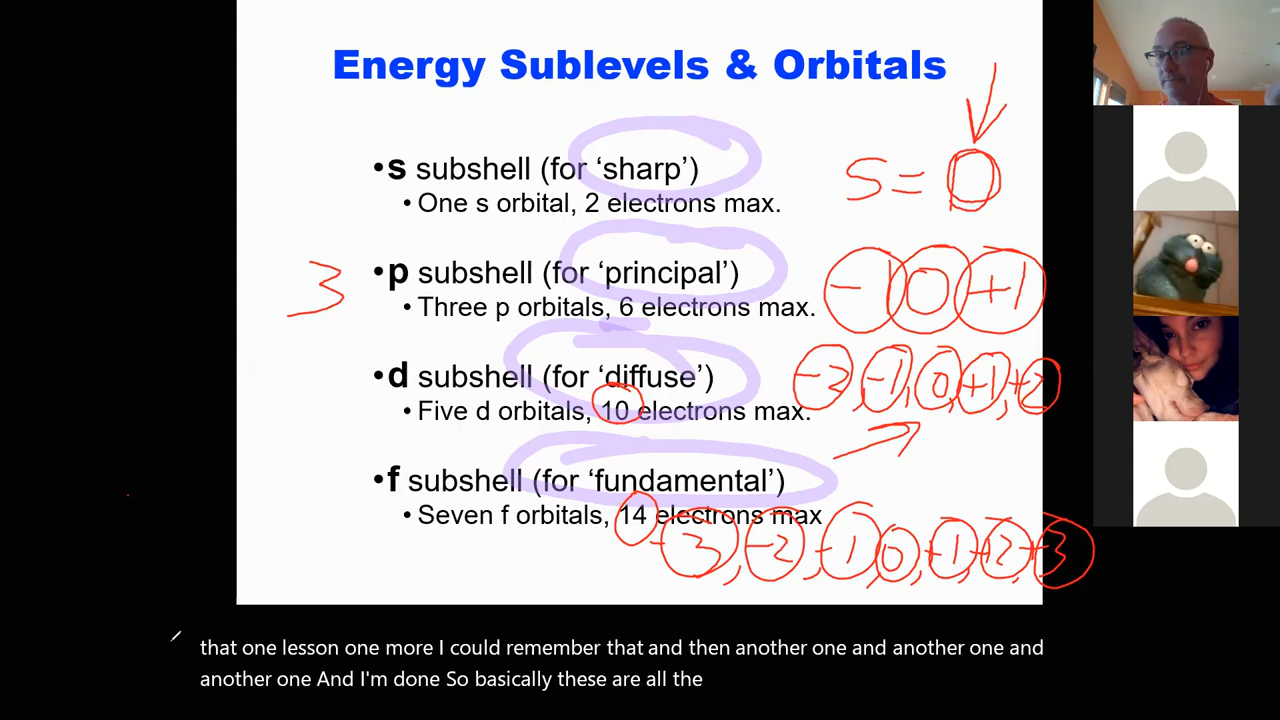 Energy Sublevels & Orbitals
•s subshell (for ‘sharp’)
• One s orbital, 2 electrons max.
s = 0
3
•p subshell (for ‘principal’)
• Three p orbitals, 6 electrons max.
-1 0 +1
•d subshell (for ‘diffuse’)
• Five d orbitals, 10 electrons max.
-2, -1, 0, +1, +2
•f subshell (for ‘fundamental’)
• Seven f orbitals, 14 electrons max
-3, -2, -1, 0, +1, +2, +3
that one lesson one more I could remember that and then another one and another one and
another one And I'm done So basically these are all the